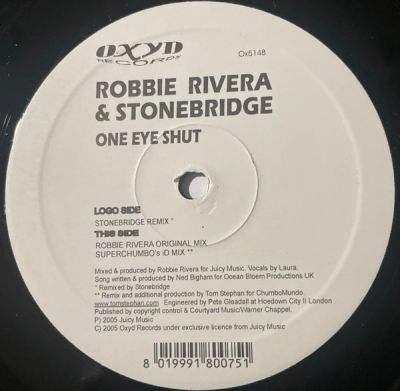 OXYD
RECORDS
Ox5148
ROBBIE RIVERA
& STONEBRIDGE
ONE EYE SHUT
LOGO SIDE
STONEBRIDGE REMIX *
THIS SIDE
ROBBIE RIVERA ORIGINAL MIX
SUPERCHUMBO's iD MIX **
Mixed & produced by Robbie Rivera for Juicy Music. Vocals by Laura.
Song written & produced by Ned Bigham for Ocean Bloem Productions UK
* Remixed by Stonebridge
** Remix and additional production by Tom Stephan for ChumboMundo.
www.tomstephan.com Engineered by Pete Gleadall at Hoedown City II London
Published by copyright control & Courtyard Music/Warner Chappel.
P) 2005 Juicy Music
C) 2005 Oxyd Records under exclusive licence from Juicy Music
8 019991 800751